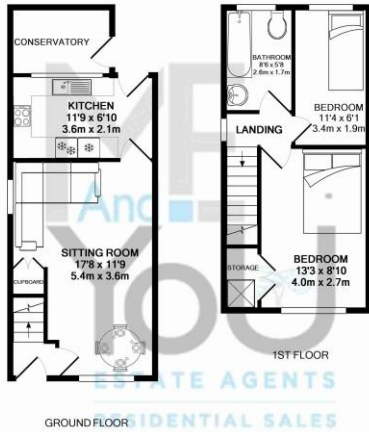 CONSERVATORY
KITCHEN
11'9 x 6'10
3.6m x 2.1m
SITTING ROOM
17'8 x 11'9
5.4m x 3.6m
CUPBOARD
GROUND FLOOR
BATHROOM
8'6 x 5'8
2.6m x 1.7m
BEDROOM
11'4 x 6'1
3.4m x 1.9m
LANDING
BEDROOM
13'3 x 8'10
4.0m x 2.7m
STORAGE
1ST FLOOR
And
YOU
ESTATE AGENTS
RESIDENTIAL SALES